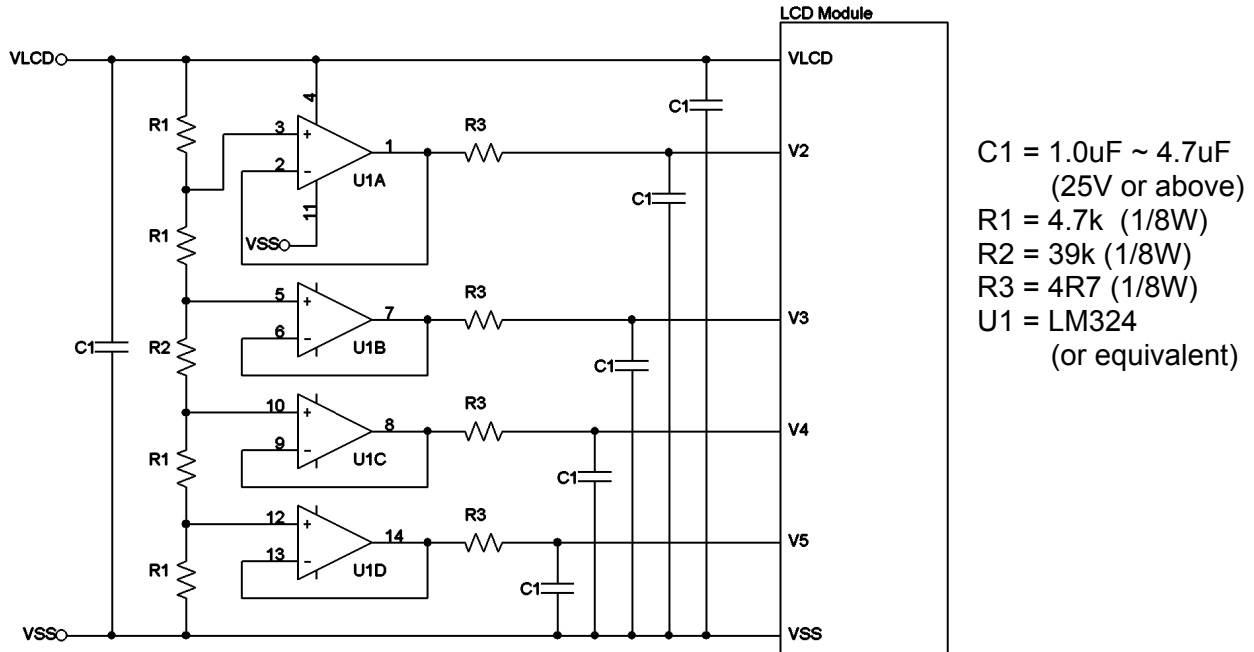 LCD Module
VLCD
VLCD
4
C1
R1
3
+
1
R3
2
−
U1A
V2
C1
11
R1
VSS
5
+
7
R3
6
−
U1B
V3
C1
R2
C1
10
+
8
R3
9
−
U1C
V4
C1
R1
12
+
14
R3
13
−
U1D
V5
C1
R1
VSS
VSS
C1 = 1.0uF ~ 4.7uF
(25V or above)
R1 = 4.7k (1/8W)
R2 = 39k (1/8W)
R3 = 4R7 (1/8W)
U1 = LM324
(or equivalent)